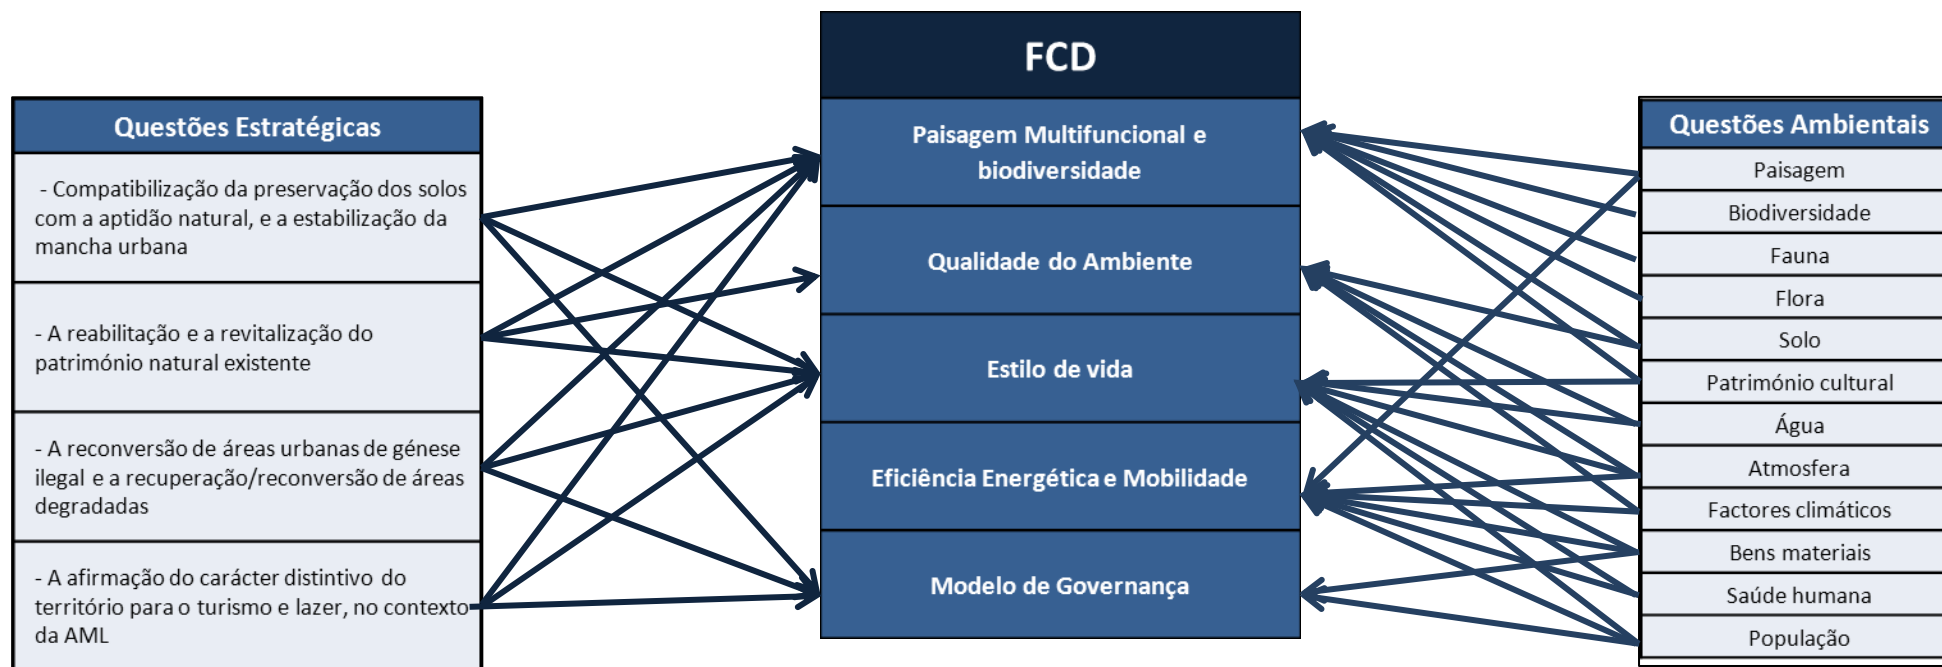 Questões Estratégicas
- Compatibilização da preservação dos solos
com a aptidão natural, e a estabilização da
mancha urbana
- A reabilitação e a revitalização do
património natural existente
- A reconversão de áreas urbanas de génese
ilegal e a recuperação/reconversão de áreas
degradadas
- A afirmação do carácter distintivo do
território para o turismo e lazer, no contexto
da AML
FCD
Paisagem Multifuncional e
biodiversidade
Qualidade do Ambiente
Estilo de vida
Eficiência Energética e Mobilidade
Modelo de Governança
Questões Ambientais
Paisagem
Biodiversidade
Fauna
Flora
Solo
Património cultural
Água
Atmosfera
Factores climáticos
Bens materiais
Saúde humana
População